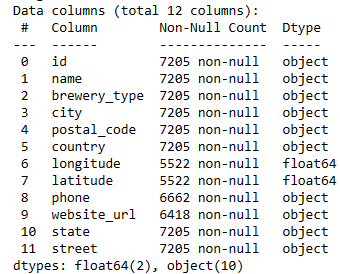 Data columns (total 12 columns):
 #   Column        Non-Null Count  Dtype
---  ------        --------------  -----
 0   id            7205 non-null   object
 1   name          7205 non-null   object
 2   brewery_type  7205 non-null   object
 3   city          7205 non-null   object
 4   postal_code   7205 non-null   object
 5   country       7205 non-null   object
 6   longitude     5522 non-null   float64
 7   latitude      5522 non-null   float64
 8   phone         6662 non-null   object
 9   website_url   6418 non-null   object
 10  state         7205 non-null   object
 11  street        7205 non-null   object
dtypes: float64(2), object(10)